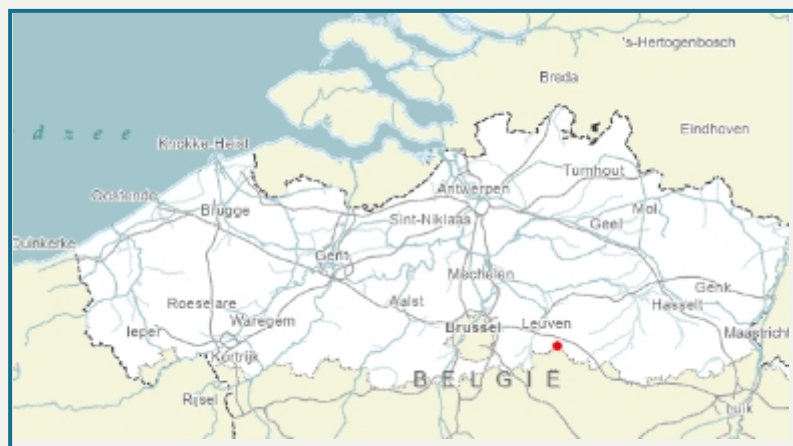 's-Hertogenbosch
Breda
Eindhoven
d z e e
Knokke-Heist
Turnhout
Antwerpen
Oostende
Brugge
Mol
Sint-Niklaas
Geel
Duinkerke
Gent
Mechelen
Genk
Aalst
Hasselt
Roeselare
Waregem
Leuven
Ieper
Brussel
Maastricht
Kortrijk
BELGIË
Rijsel
Luik